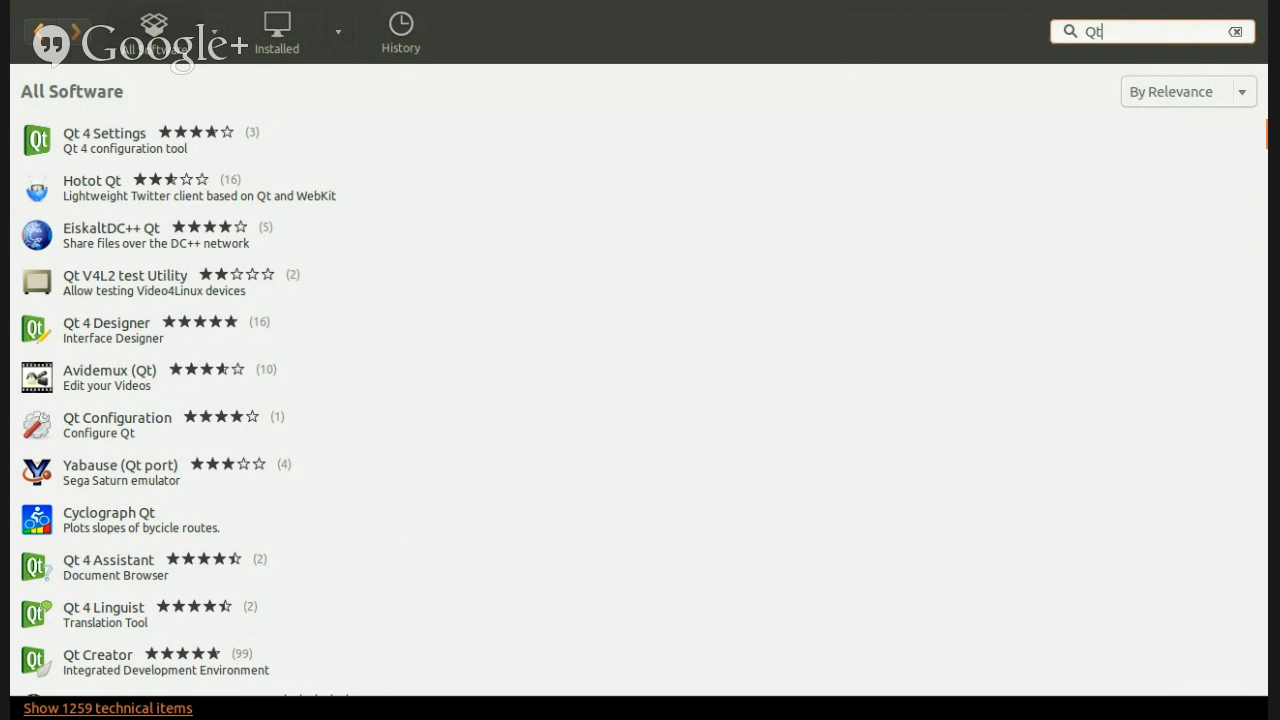 Google+
All Software
Installed
History
Qt
All Software
By Relevance
Qt 4 Settings (3)
Qt 4 configuration tool
Hotot Qt (16)
Lightweight Twitter client based on Qt and WebKit
EiskaltDC++ Qt (5)
Share files over the DC++ network
Qt V4L2 test Utility (2)
Allow testing Video4Linux devices
Qt 4 Designer (16)
Interface Designer
Avidemux (Qt) (10)
Edit your Videos
Qt Configuration (1)
Configure Qt
Yabause (Qt port) (4)
Sega Saturn emulator
Cyclograph Qt
Plots slopes of bycicle routes.
Qt 4 Assistant (2)
Document Browser
Qt 4 Linguist (2)
Translation Tool
Qt Creator (99)
Integrated Development Environment
Show 1259 technical items